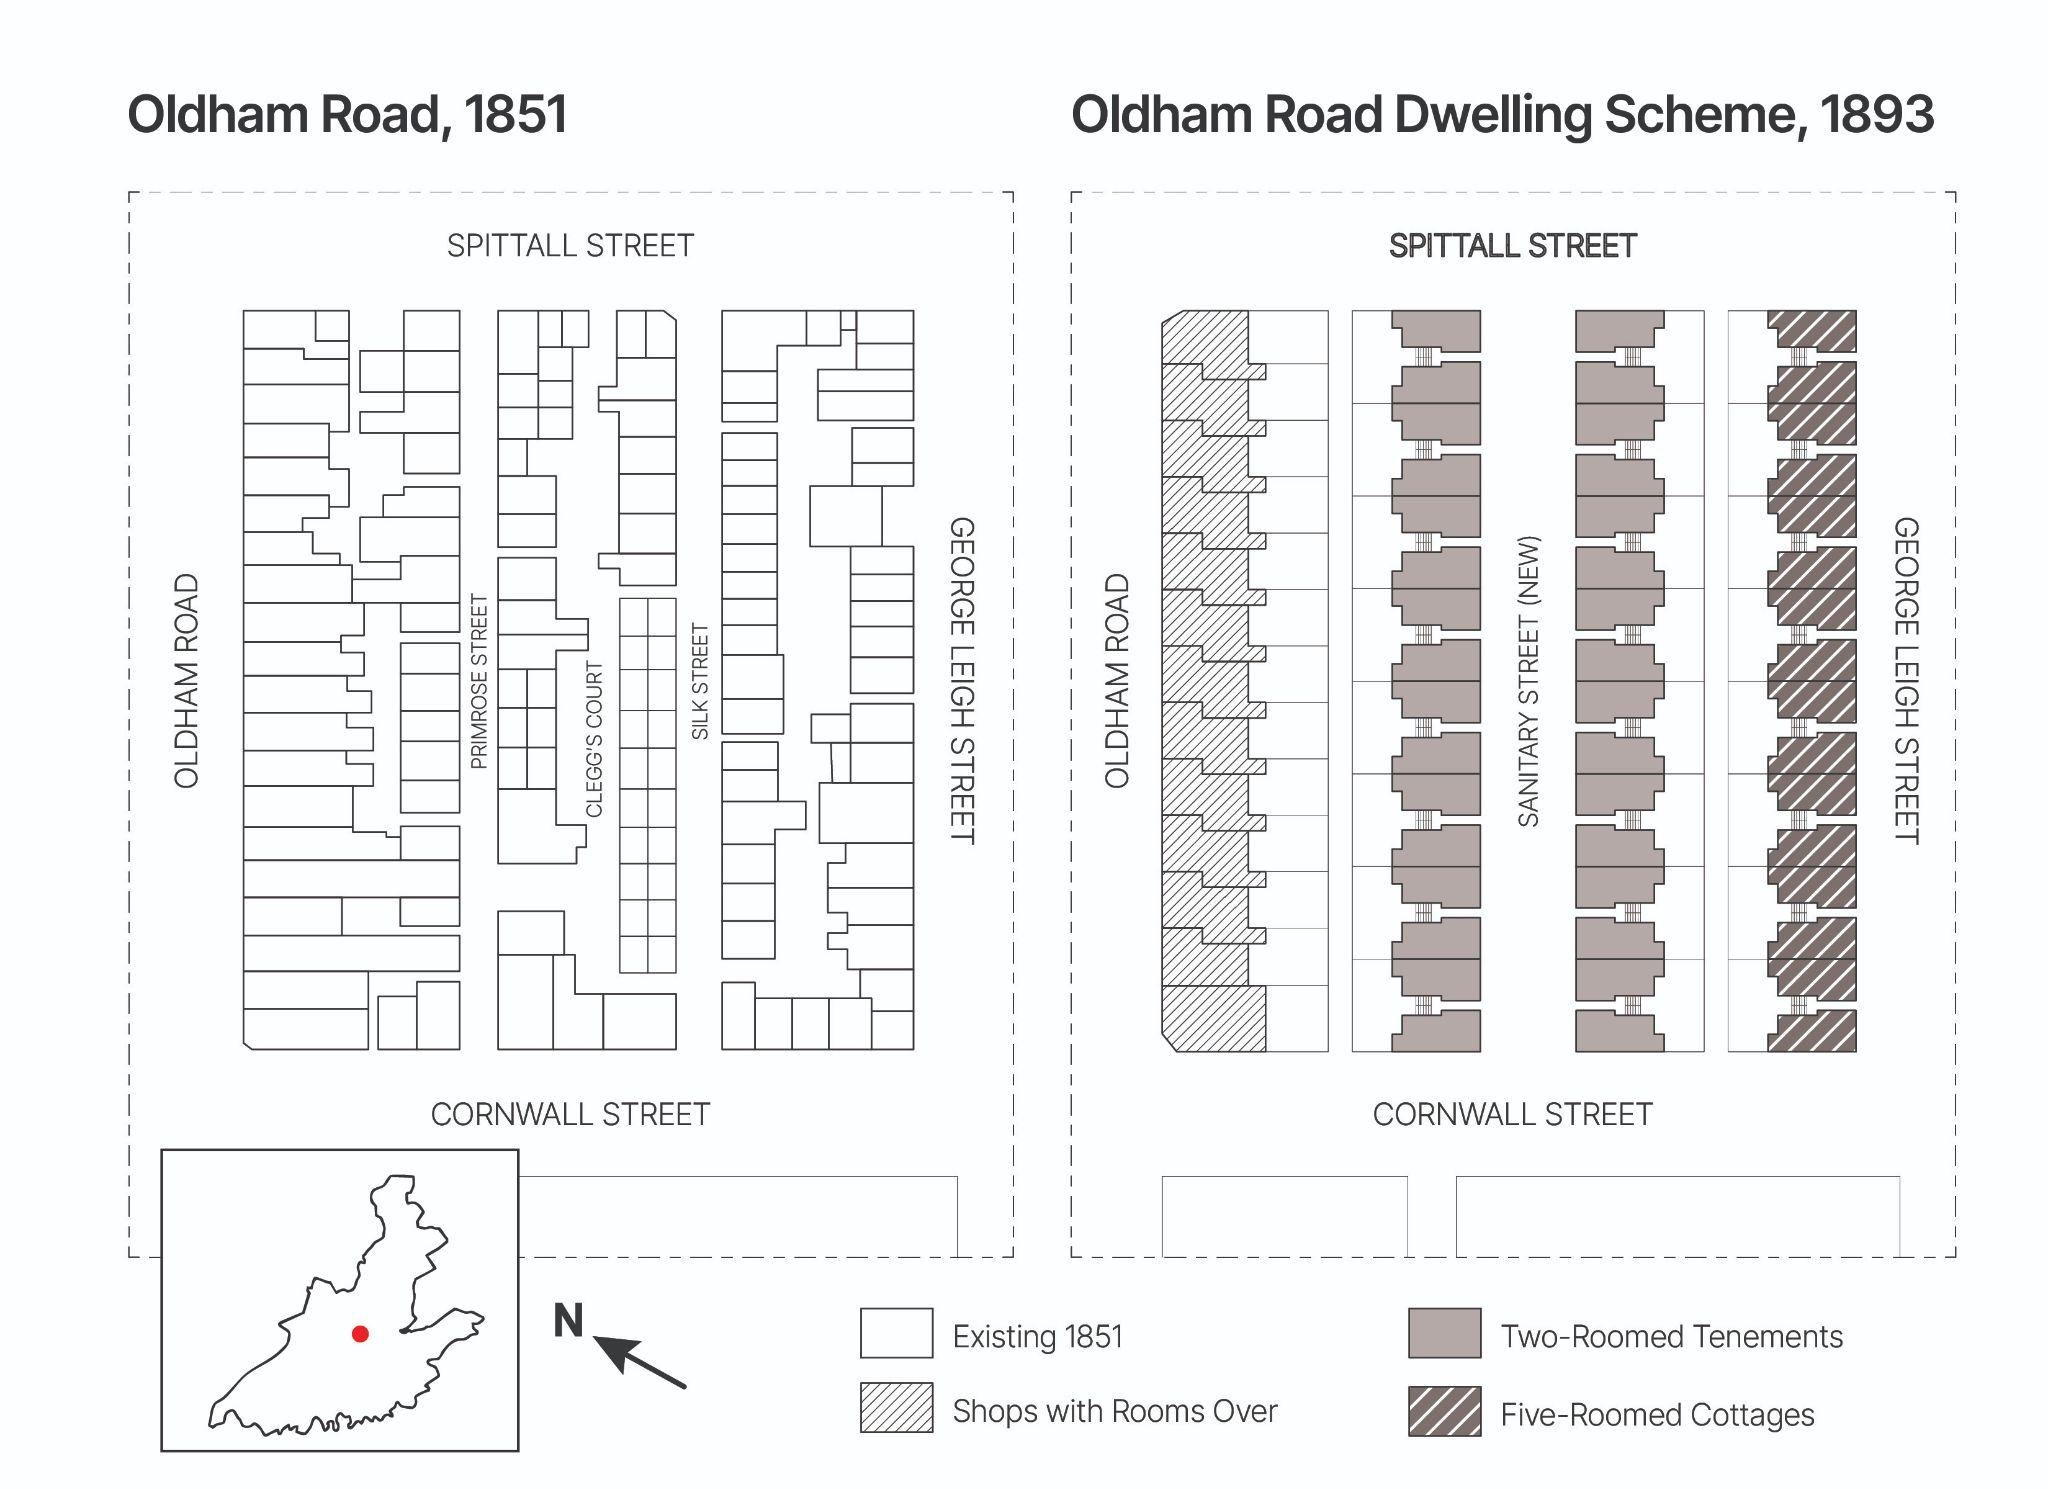 Oldham Road, 1851
SPITTALL STREET
OLDHAM ROAD
PRIMROSE STREET
CLEGG'S COURT
SILK STREET
GEORGE LEIGH STREET
CORNWALL STREET
Oldham Road Dwelling Scheme, 1893
SPITTALL STREET
OLDHAM ROAD
SANITARY STREET (NEW)
GEORGE LEIGH STREET
CORNWALL STREET
N
Existing 1851
Shops with Rooms Over
Two-Roomed Tenements
Five-Roomed Cottages